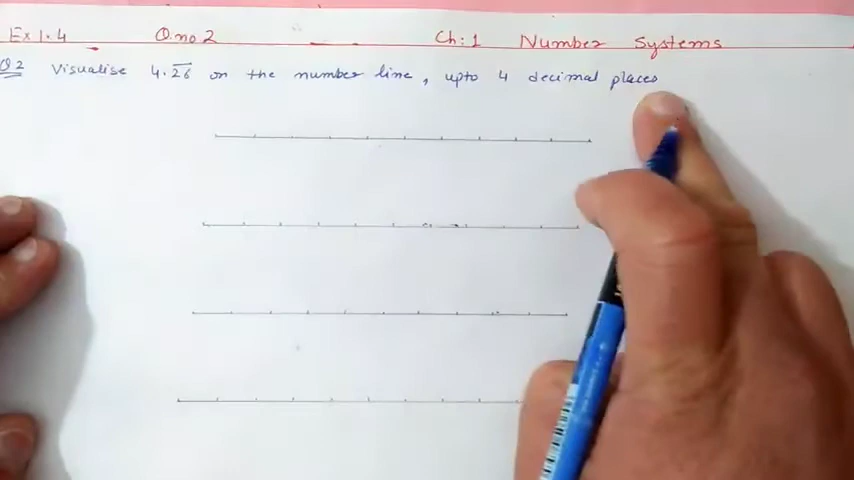 Ex 1.4 Q.no 2 Ch: 1 Number Systems
Q2 Visualise 4.2̅6̅ on the number line, upto 4 decimal places